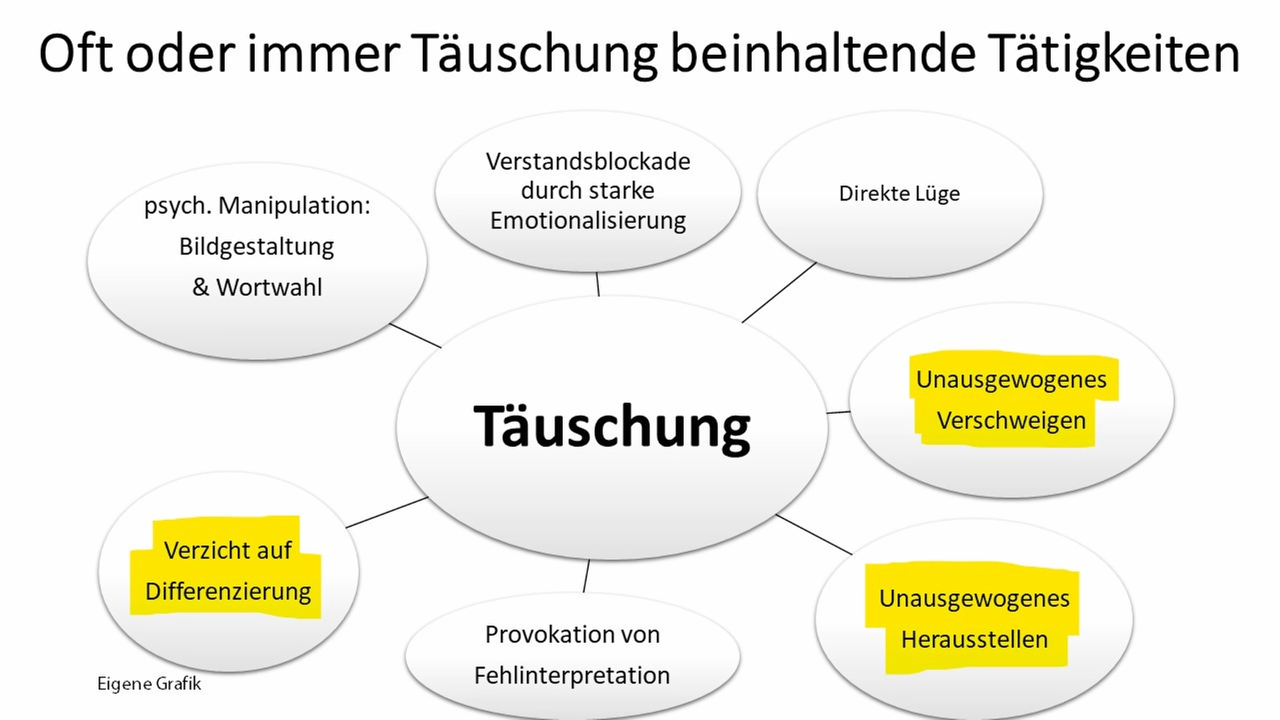 Oft oder immer Täuschung beinhaltende Tätigkeiten
psych. Manipulation:
Bildgestaltung
& Wortwahl
Verstandsblockade
durch starke
Emotionalisierung
Direkte Lüge
Täuschung
Unausgewogenes
Verschweigen
Verzicht auf
Differenzierung
Provokation von
Fehlinterpretation
Unausgewogenes
Herausstellen
Eigene Grafik